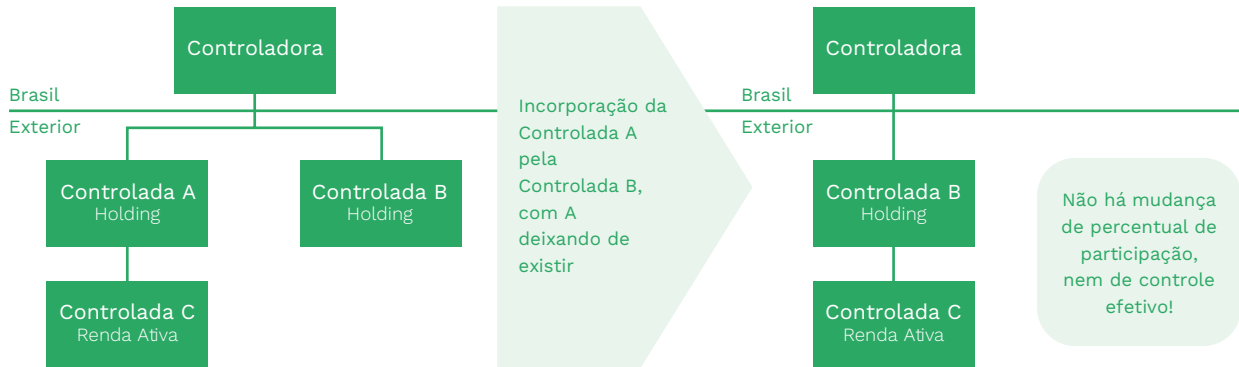 Controladora
Brasil
Exterior
Controlada A
Holding
Controlada B
Holding
Controlada C
Renda Ativa
Incorporação da
Controlada A
pela
Controlada B,
com A
deixando de
existir
Controladora
Brasil
Exterior
Controlada B
Holding
Controlada C
Renda Ativa
Não há mudança
de percentual de
participação,
nem de controle
efetivo!